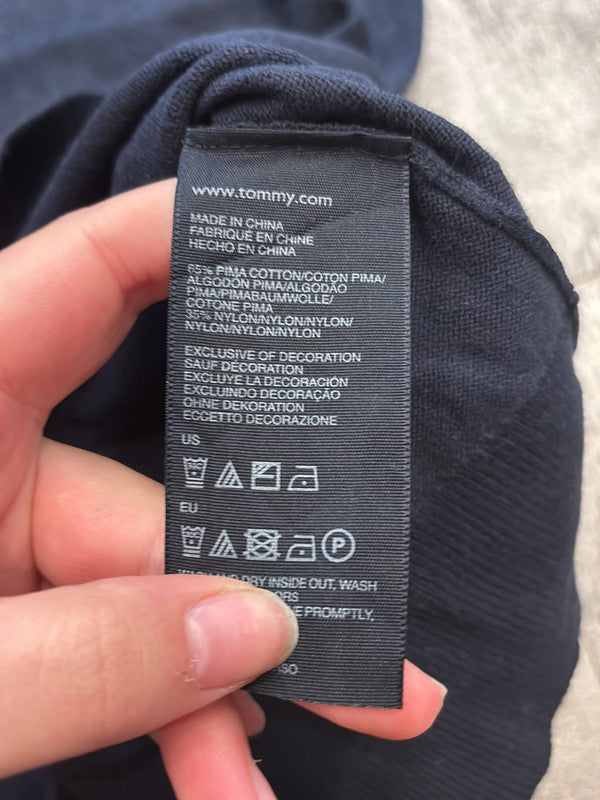 www.tommy.com
MADE IN CHINA
FABRIQUÉ EN CHINE
HECHO EN CHINA
65% PIMA COTTON/COTON PIMA/
ALGODÓN PIMA/ALGODÃO
PIMA/PIMABAUMWOLLE/
COTONE PIMA
35% NYLON/NYLON/NYLON/
NYLON/NYLON/NYLON
EXCLUSIVE OF DECORATION
SAUF DECORATION
EXCLUYE LA DECORACIÓN
EXCLUINDO DECORAÇÃO
OHNE DEKORATION
ECCETTO DECORAZIONE
US
EU
P
DRY INSIDE OUT, WASH
PROMPTLY,